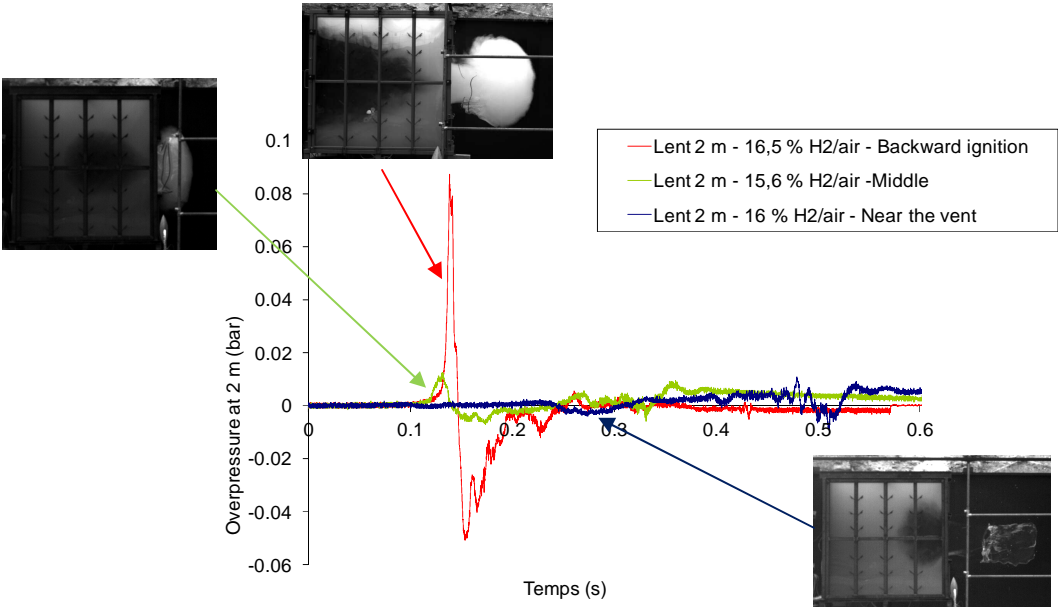 Lent 2 m - 16,5 % H2/air - Backward ignition
Lent 2 m - 15,6 % H2/air -Middle
Lent 2 m - 16 % H2/air - Near the vent
Overpressure at 2 m (bar)
0.1
0.08
0.06
0.04
0.02
0
-0.02
-0.04
-0.06
0 0.1 0.2 0.3 0.4 0.5 0.6
Temps (s)